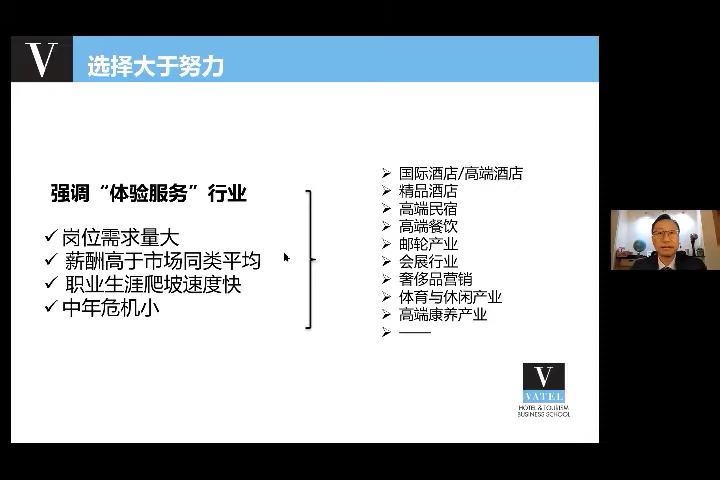 V
选择大于努力
强调“体验服务”行业
✓岗位需求量大
✓薪酬高于市场同类平均
✓职业生涯爬坡速度快
✓中年危机小
➢ 国际酒店/高端酒店
➢ 精品酒店
➢ 高端民宿
➢ 高端餐饮
➢ 邮轮产业
➢ 会展行业
➢ 奢侈品营销
➢ 体育与休闲产业
➢ 高端康养产业
➢ ——
V
VATEL
HOTEL & TOURISM
BUSINESS SCHOOL